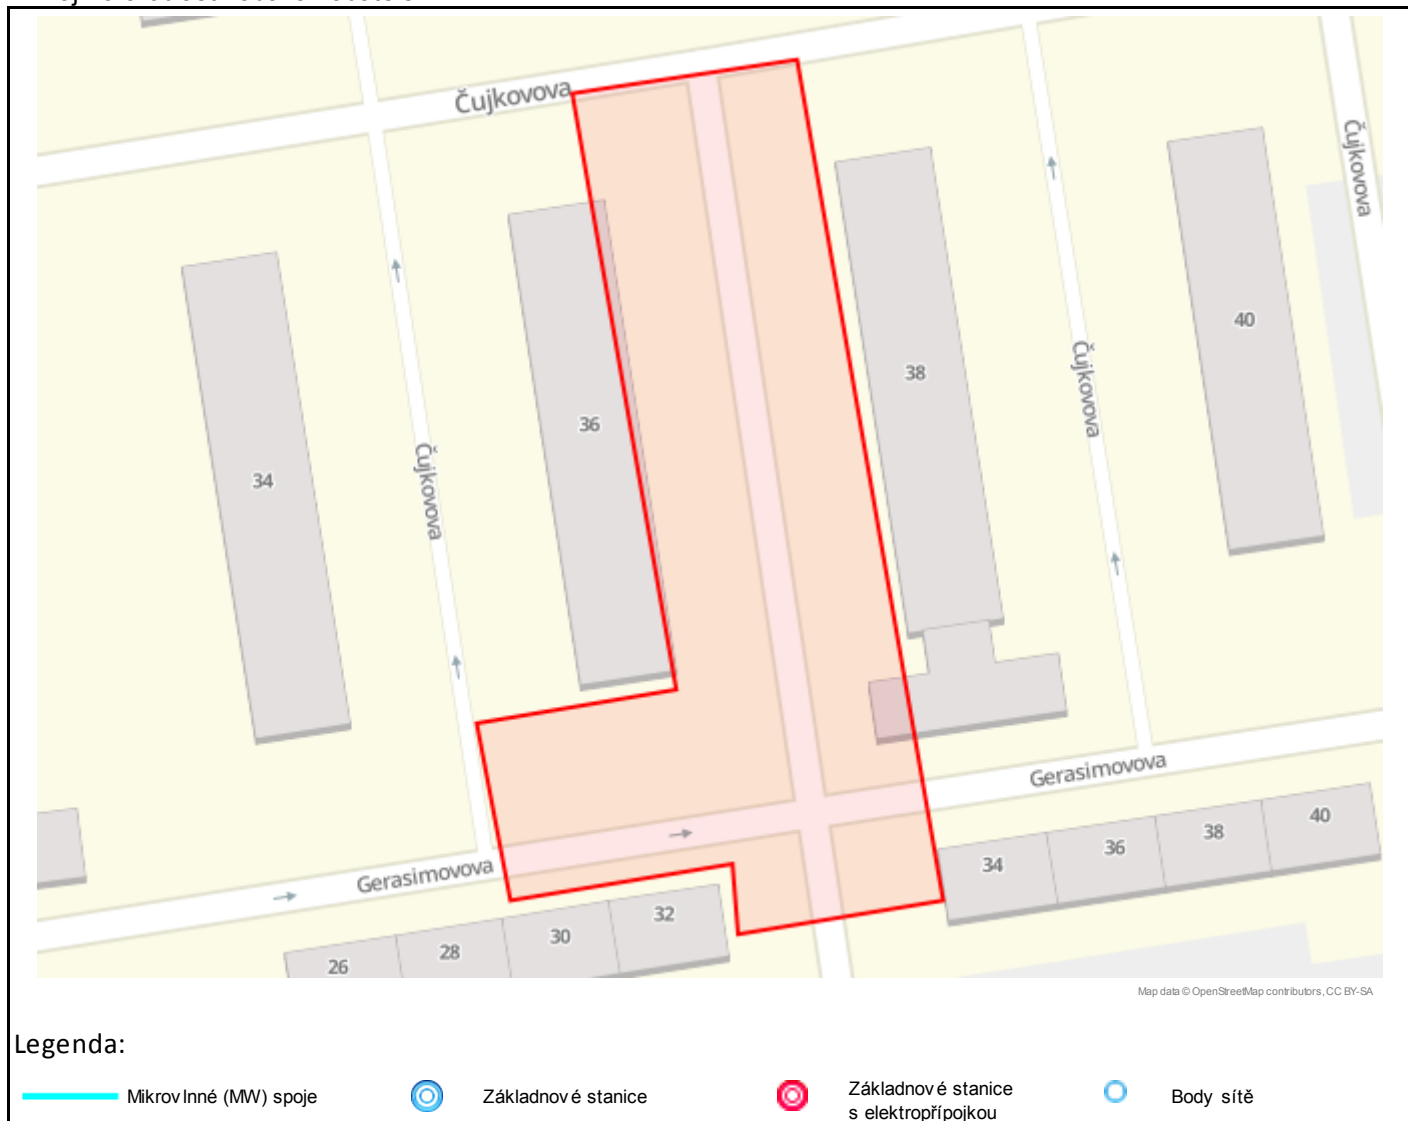 Čujkovova
Čujkovova
Čujkovova
Čujkovova
34
36
38
40
Gerasimovova
Gerasimovova
26
28
30
32
34
36
38
40
Map data © OpenStreetMap contributors, CC BY-SA
Legenda:
Mikrovlnné (MW) spoje
Základnové stanice
Základnové stanice
s elektropřípojkou
Body sítě